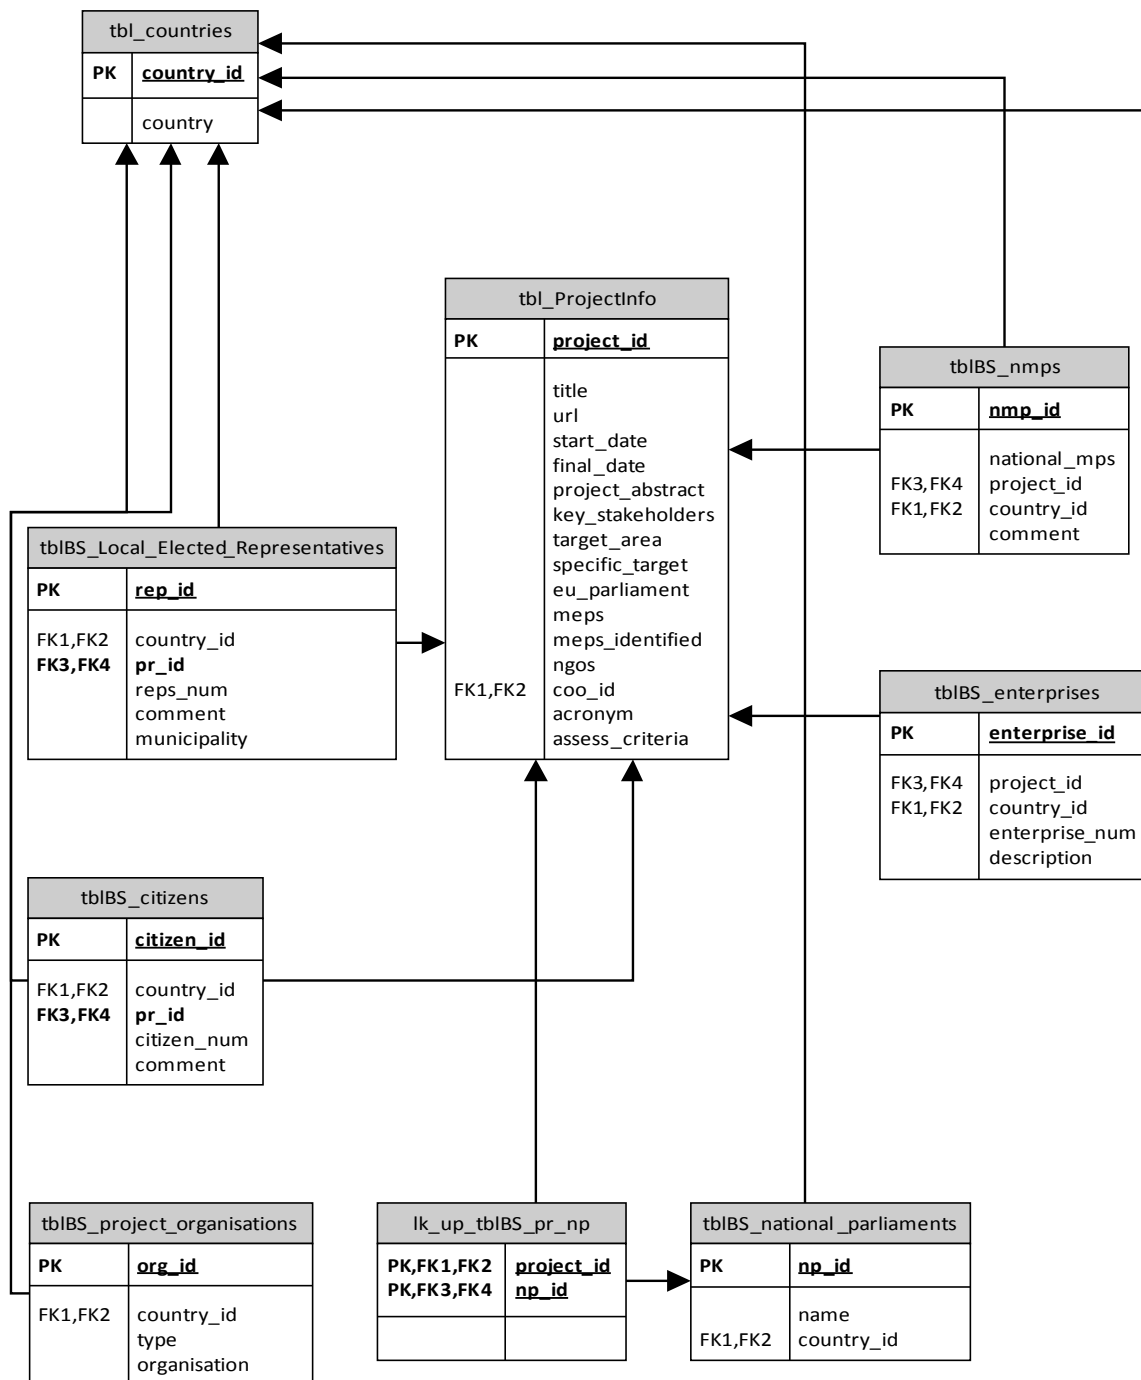 tbl_countries
PK country_id
country
tbl_ProjectInfo
PK project_id
title
url
start_date
final_date
project_abstract
key_stakeholders
target_area
specific_target
eu_parliament
meps
meps_identified
ngos
FK1,FK2 coo_id
acronym
assess_criteria
tblBS_nmps
PK nmp_id
national_mps
FK3,FK4 project_id
FK1,FK2 country_id
comment
tblBS_Local_Elected_Representatives
PK rep_id
FK1,FK2 country_id
FK3,FK4 pr_id
reps_num
comment
municipality
tblBS_enterprises
PK enterprise_id
FK3,FK4 project_id
FK1,FK2 country_id
enterprise_num
description
tblBS_citizens
PK citizen_id
FK1,FK2 country_id
FK3,FK4 pr_id
citizen_num
comment
tblBS_project_organisations
PK org_id
FK1,FK2 country_id
type
organisation
lk_up_tblBS_pr_np
PK,FK1,FK2 project_id
PK,FK3,FK4 np_id
tblBS_national_parliaments
PK np_id
name
FK1,FK2 country_id